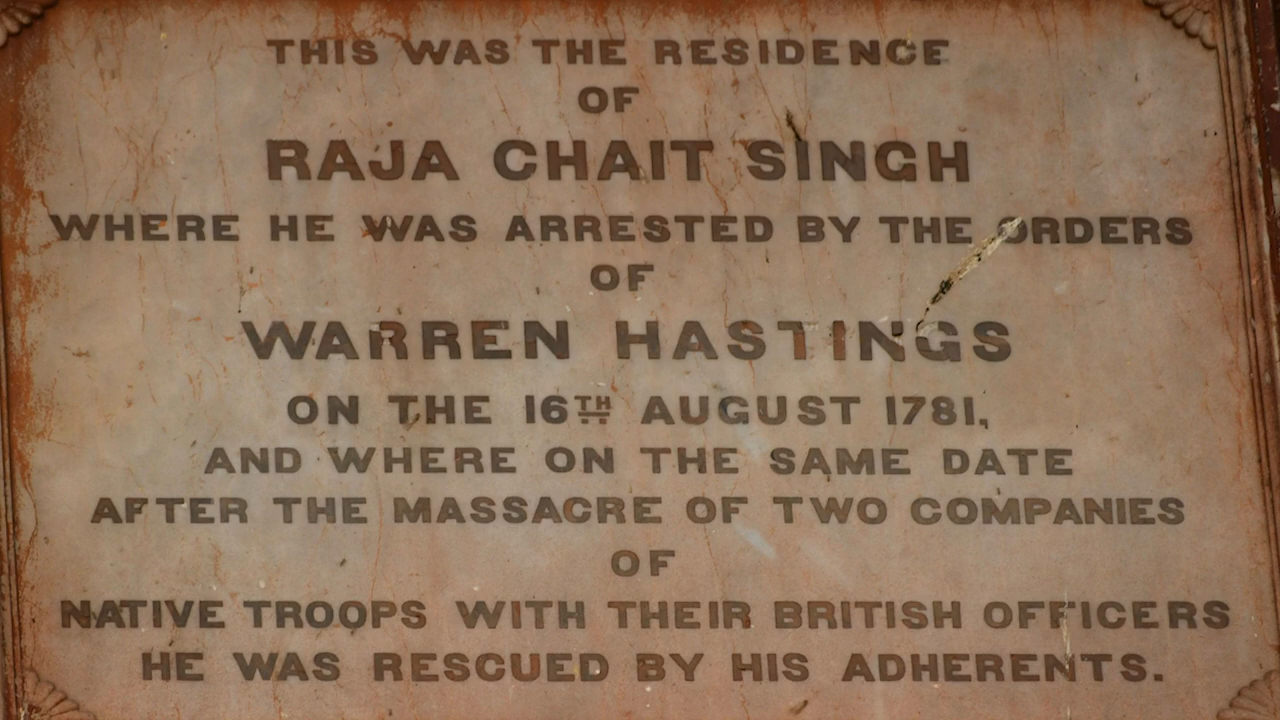 THIS WAS THE RESIDENCE
OF
RAJA CHAIT SINGH
WHERE HE WAS ARRESTED BY THE ORDERS
OF
WARREN HASTINGS
ON THE 16TH AUGUST 1781,
AND WHERE ON THE SAME DATE
AFTER THE MASSACRE OF TWO COMPANIES
OF
NATIVE TROOPS WITH THEIR BRITISH OFFICERS
HE WAS RESCUED BY HIS ADHERENTS.